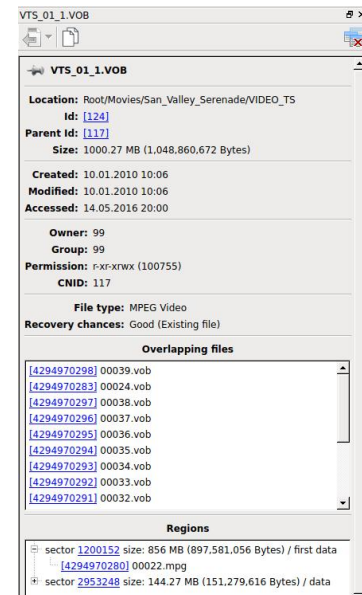 VTS_01_1.VOB
VTS_01_1.VOB
Location: Root/Movies/San_Valley_Serenade/VIDEO_TS
Id: [124]
Parent Id: [117]
Size: 1000.27 MB (1,048,860,672 Bytes)
Created: 10.01.2010 10:06
Modified: 10.01.2010 10:06
Accessed: 14.05.2016 20:00
Owner: 99
Group: 99
Permission: r-xr-xrwx (100755)
CNID: 117
File type: MPEG Video
Recovery chances: Good (Existing file)
Overlapping files
[4294970298] 00039.vob
[4294970283] 00024.vob
[4294970297] 00038.vob
[4294970296] 00037.vob
[4294970295] 00036.vob
[4294970294] 00035.vob
[4294970293] 00034.vob
[4294970292] 00033.vob
[4294970291] 00032.vob
Regions
sector 1200152 size: 856 MB (897,581,056 Bytes) / first data
[4294970280] 00022.mpg
sector 2953248 size: 144.27 MB (151,279,616 Bytes) / data